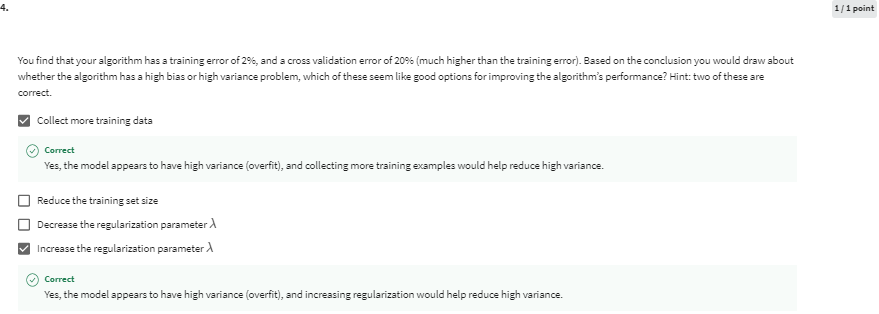 4.
1 / 1 point
You find that your algorithm has a training error of 2%, and a cross validation error of 20% (much higher than the training error). Based on the conclusion you would draw about
whether the algorithm has a high bias or high variance problem, which of these seem like good options for improving the algorithm's performance? Hint: two of these are
correct.
Collect more training data
Correct
Yes, the model appears to have high variance (overfit), and collecting more training examples would help reduce high variance.
Reduce the training set size
Decrease the regularization parameter λ
Increase the regularization parameter λ
Correct
Yes, the model appears to have high variance (overfit), and increasing regularization would help reduce high variance.